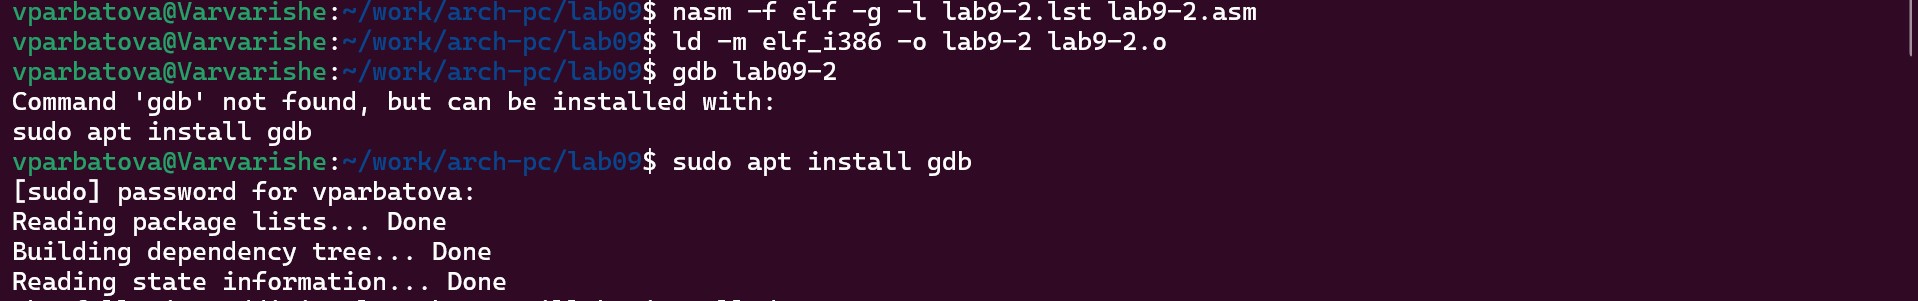 vparbatova@Varvarishe:~/work/arch-pc/lab09$ nasm -f elf -g -l lab9-2.lst lab9-2.asm
vparbatova@Varvarishe:~/work/arch-pc/lab09$ ld -m elf_i386 -o lab9-2 lab9-2.o
vparbatova@Varvarishe:~/work/arch-pc/lab09$ gdb lab09-2
Command 'gdb' not found, but can be installed with:
sudo apt install gdb
vparbatova@Varvarishe:~/work/arch-pc/lab09$ sudo apt install gdb
[sudo] password for vparbatova:
Reading package lists... Done
Building dependency tree... Done
Reading state information... Done